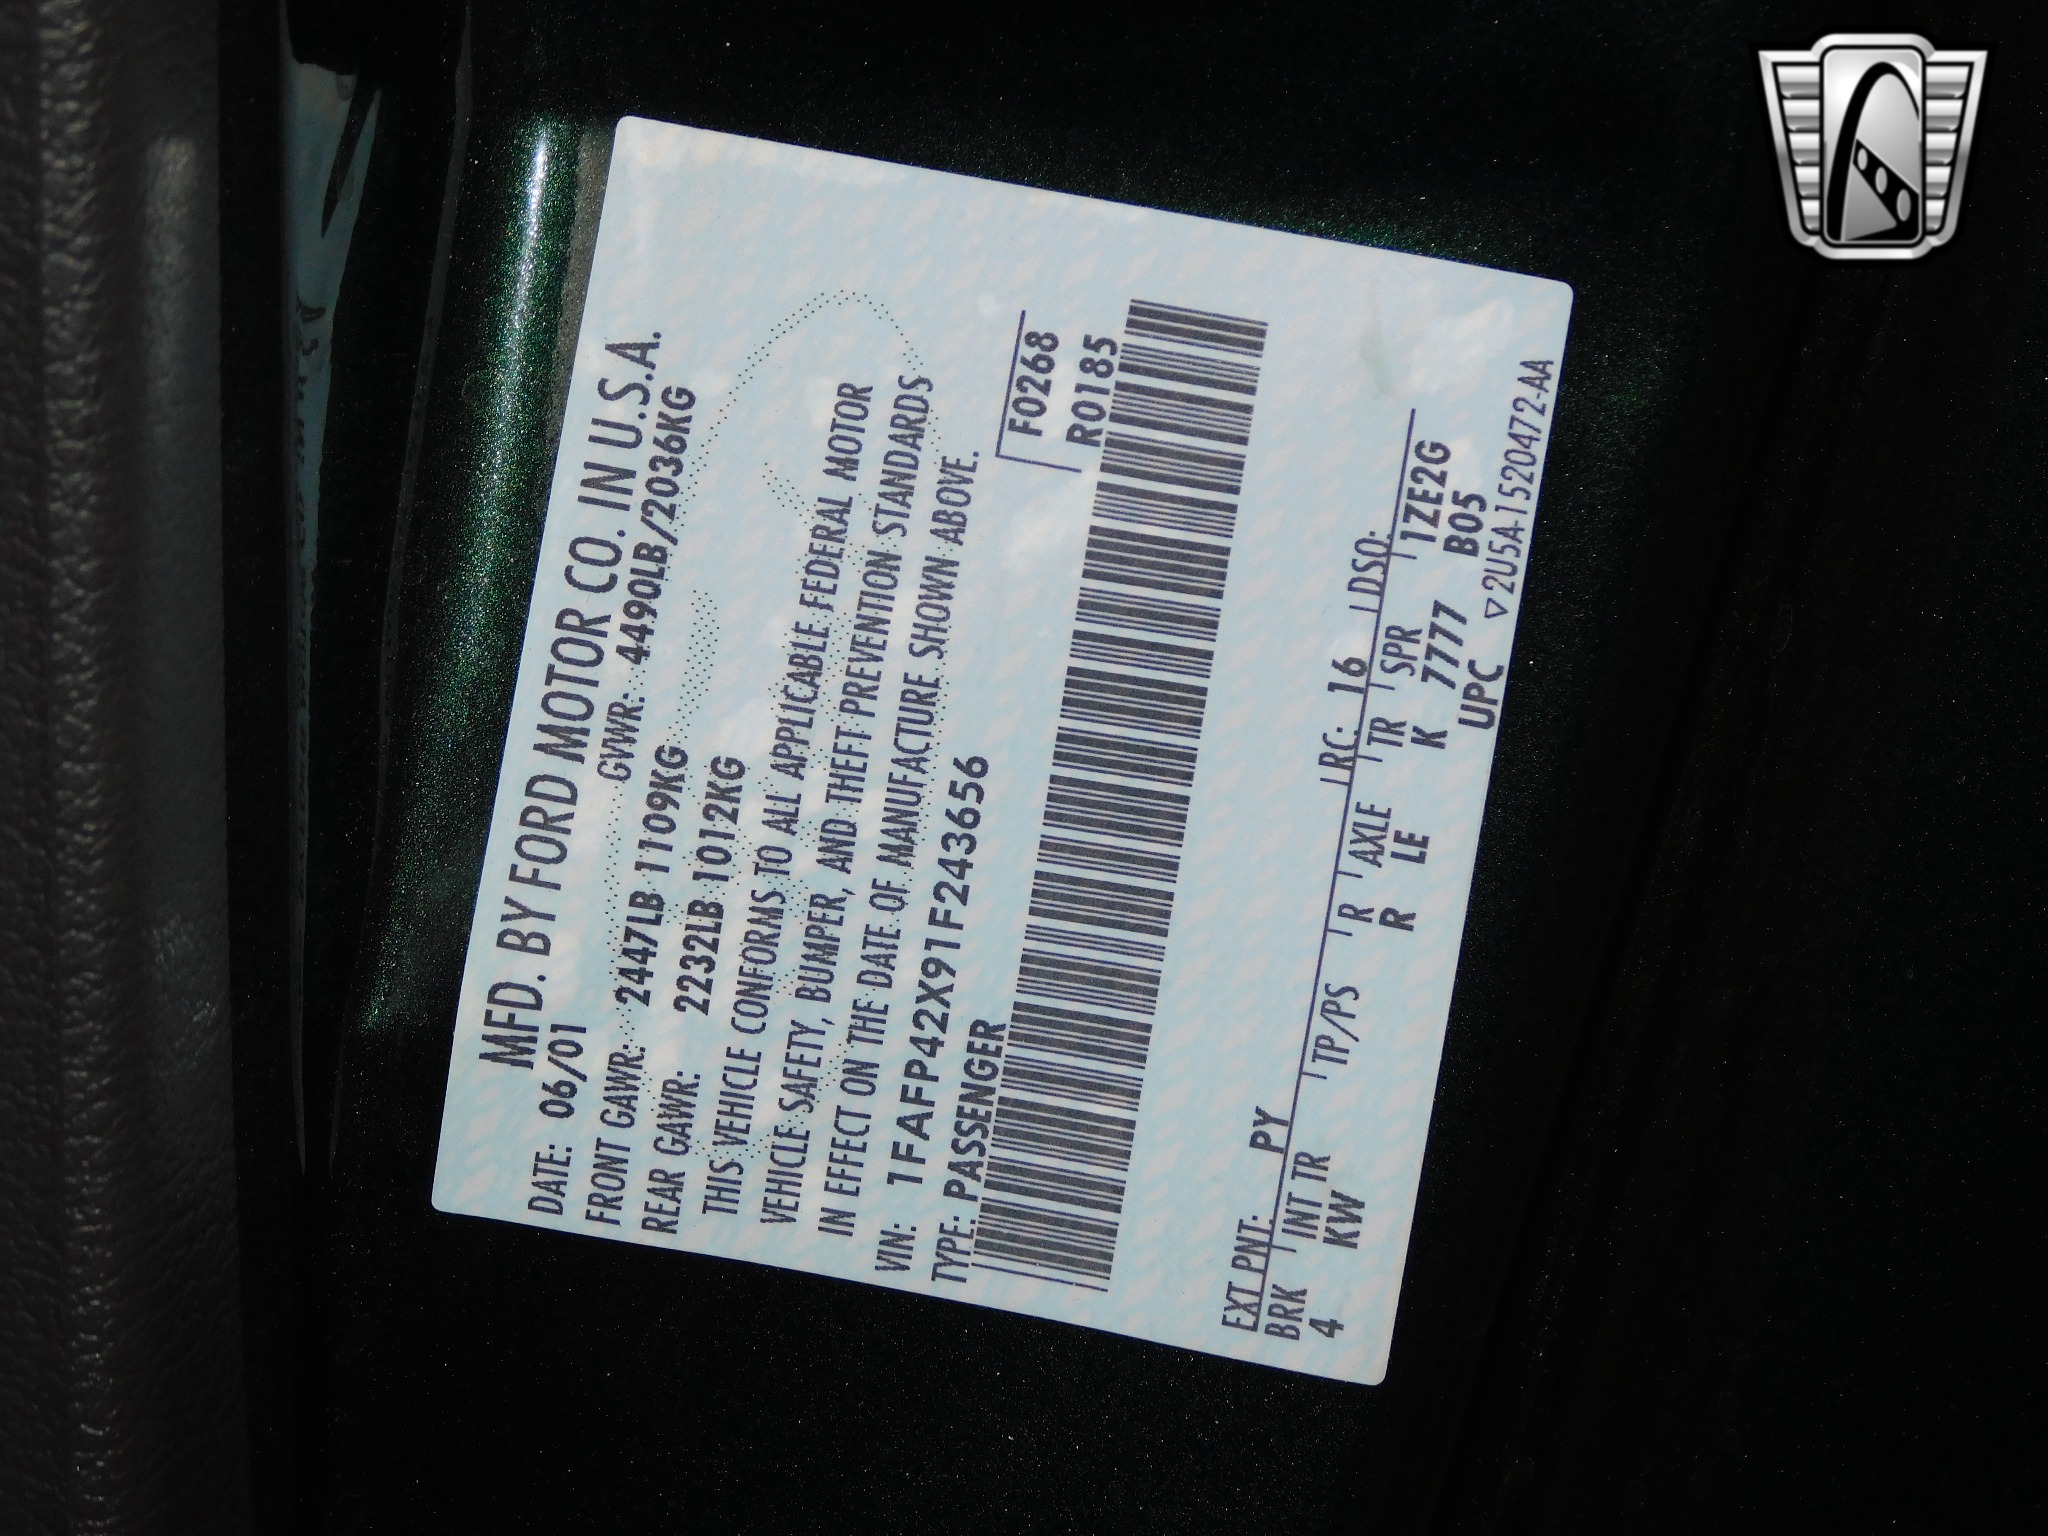 MFD. BY FORD MOTOR CO. IN U.S.A.
DATE: 06/01 GVWR: 4490LB/2036KG
FRONT GAWR: 2447LB 1109KG
REAR GAWR: 2232LB 1012KG
THIS VEHICLE CONFORMS TO ALL APPLICABLE FEDERAL MOTOR
VEHICLE SAFETY, BUMPER, AND THEFT PREVENTION STANDARDS
IN EFFECT ON THE DATE OF MANUFACTURE SHOWN ABOVE.
VIN: 1FAFP42X91F243656 F0268
TYPE: PASSENGER R0185
EXT PNT: PY RC: 16 DSO:
BRK INT TR TP/PS R AXLE TR SPR 1ZE2G
4 KW R LE K 7777 B05
UPC ▽2U5A-1520472-AA